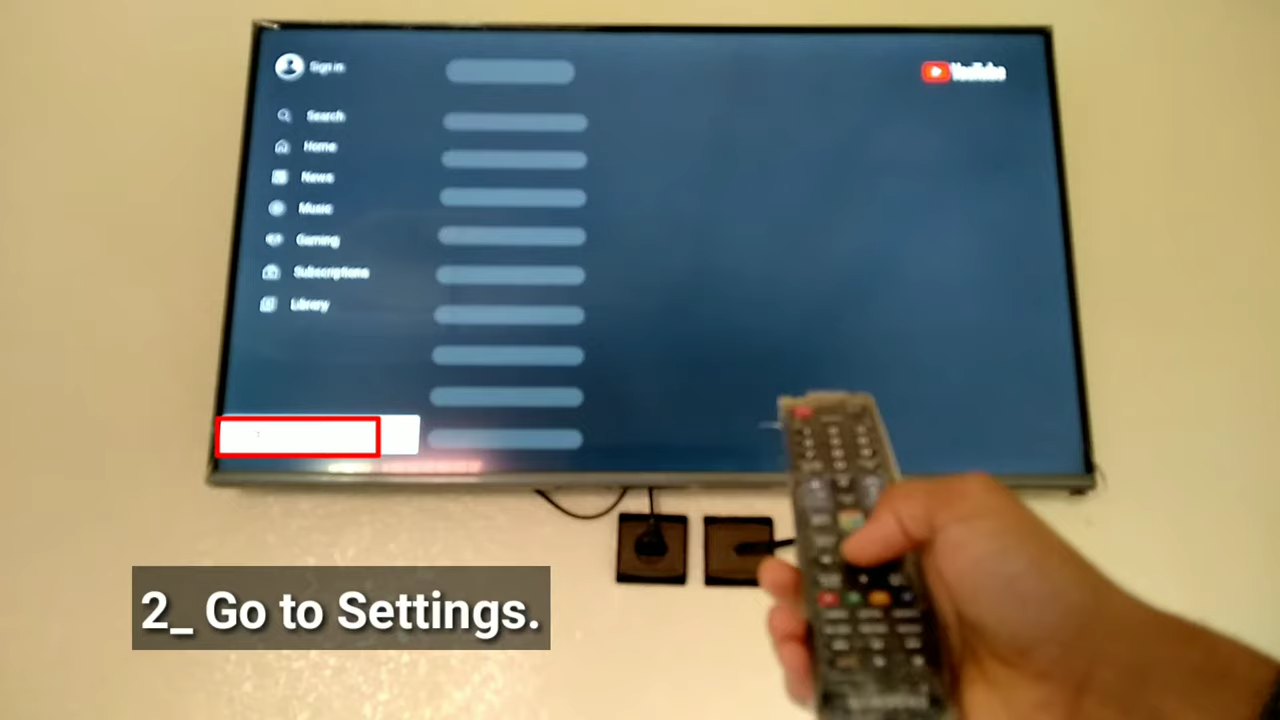 Sign in
YouTube
Search
Home
News
Music
Gaming
Subscriptions
Library
2_ Go to Settings.